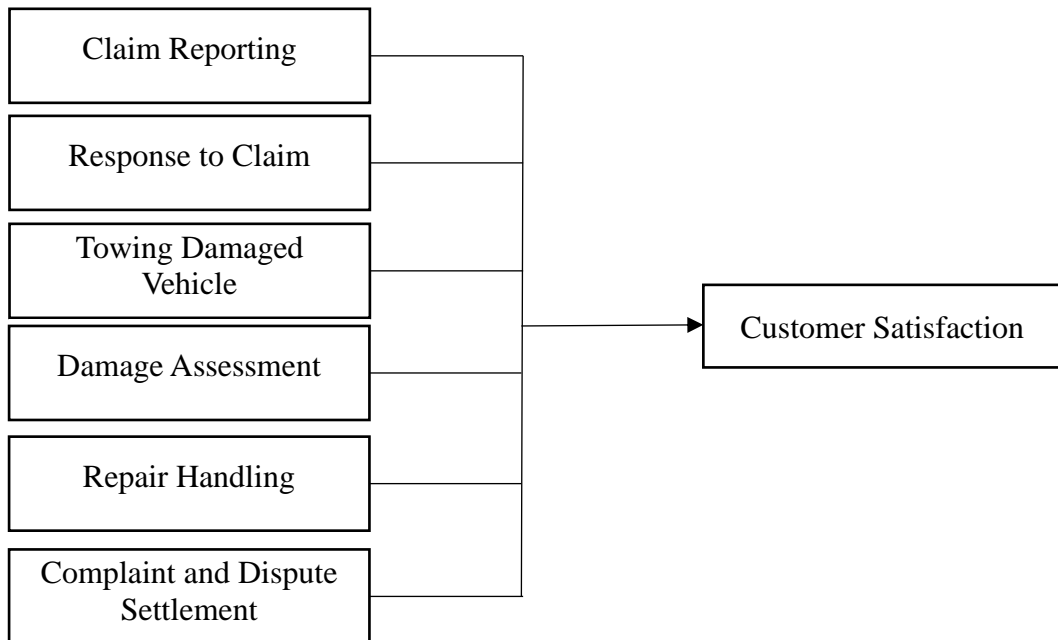 Claim Reporting
Response to Claim
Towing Damaged
Vehicle
Customer Satisfaction
Damage Assessment
Repair Handling
Complaint and Dispute
Settlement